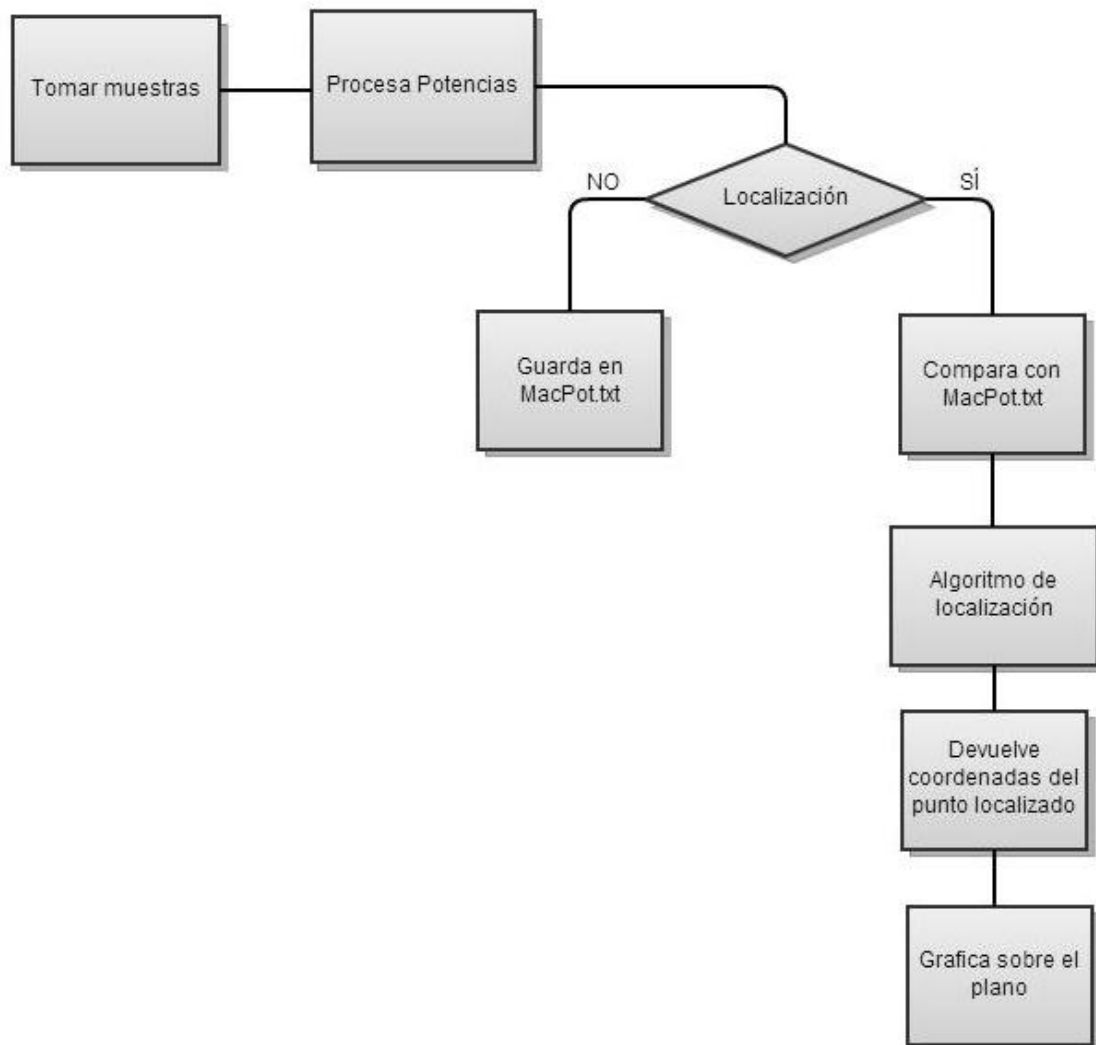 Tomar muestras
Procesa Potencias
Localización
NO
SÍ
Guarda en
MacPot.txt
Compara con
MacPot.txt
Algoritmo de
localización
Devuelve
coordenadas del
punto localizado
Grafica sobre el
plano